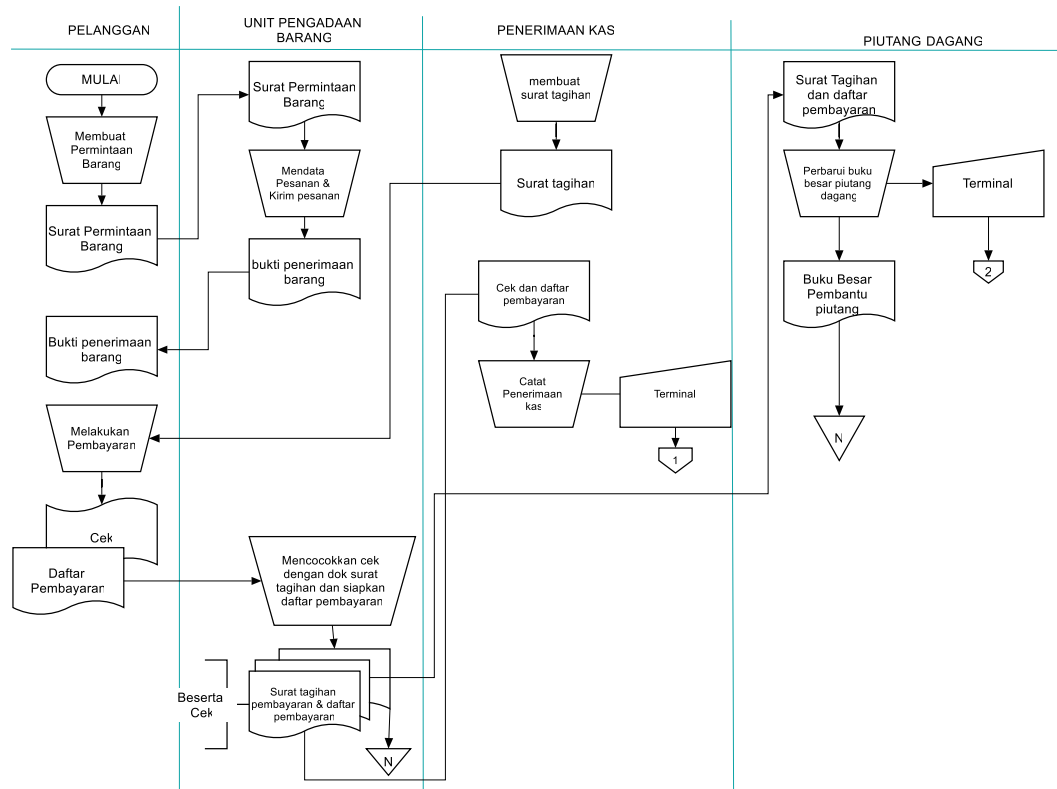 PELANGGAN
UNIT PENGADAAN
BARANG
PENERIMAAN KAS
PIUTANG DAGANG
MULAI
Membuat
Permintaan
Barang
Surat Permintaan
Barang
Bukti penerimaan
barang
Melakukan
Pembayaran
Cek
Daftar
Pembayaran
Surat Permintaan
Barang
Mendata
Pesanan &
Kirim pesanan
bukti penerimaan
barang
Mencocokkan cek
dengan dok surat
tagihan dan siapkan
daftar pembayaran
Beserta
Cek
Surat tagihan
pembayaran & daftar
pembayaran
N
membuat
surat tagihan
Surat tagihan
Cek dan daftar
pembayaran
Catat
Penerimaan
kas
Terminal
1
Surat Tagihan
dan daftar
pembayaran
Perbarui buku
besar piutang
dagang
Terminal
2
Buku Besar
Pembantu
piutang
N